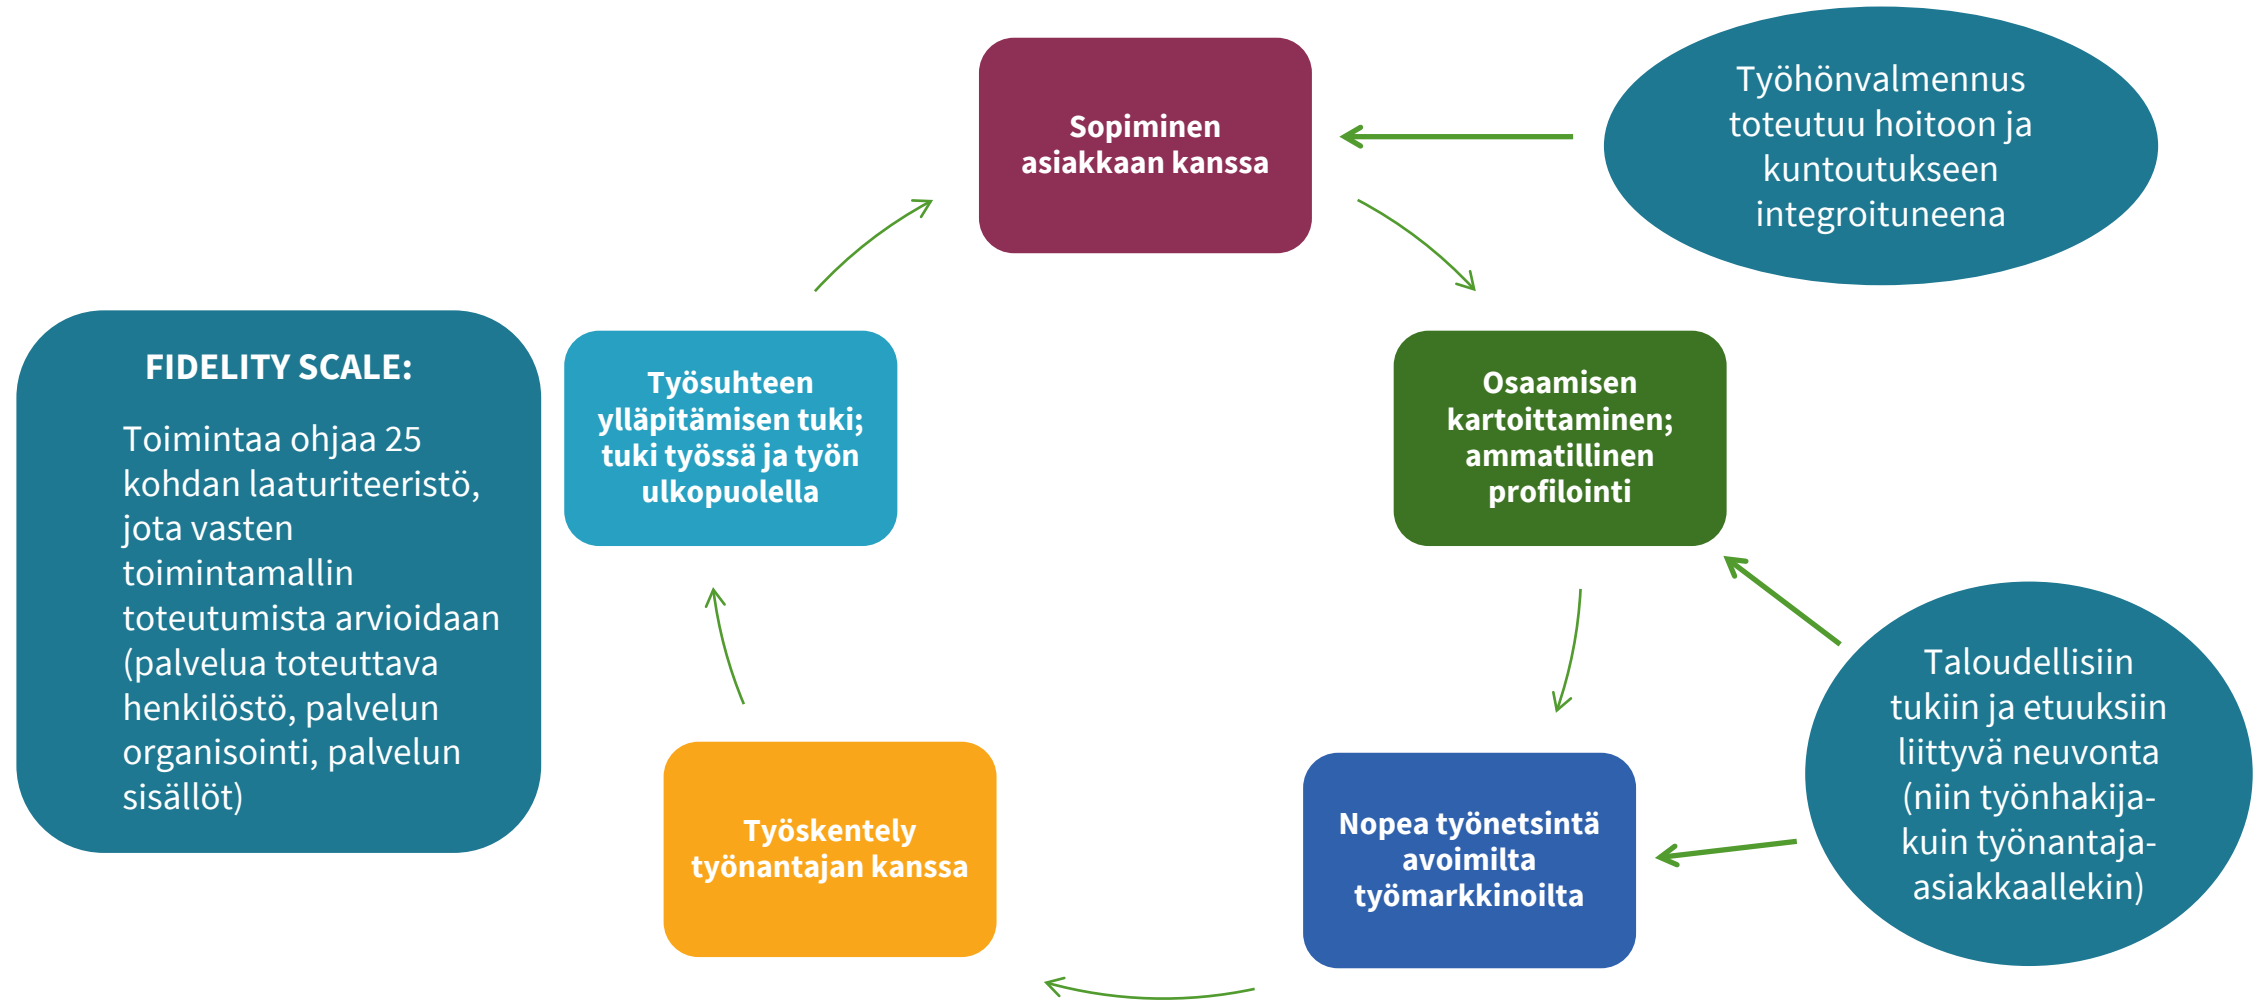 Sopiminen
asiakkaan kanssa
Työhönvalmennus
toteutuu hoitoon ja
kuntoutukseen
integroituneena
FIDELITY SCALE:
Toimintaa ohjaa 25
kohdan laaturiteeristö,
jota vasten
toimintamallin
toteutumista arvioidaan
(palvelua toteuttava
henkilöstö, palvelun
organisointi, palvelun
sisällöt)
Työsuhteen
ylläpitämisen tuki;
tuki työssä ja työn
ulkopuolella
Osaamisen
kartoittaminen;
ammatillinen
profilointi
Taloudellisiin
tukiin ja etuuksiin
liittyvä neuvonta
(niin työnhakija-
kuin työnantaja-
asiakkaallekin)
Työskentely
työnantajan kanssa
Nopea työnetsintä
avoimilta
työmarkkinoilta